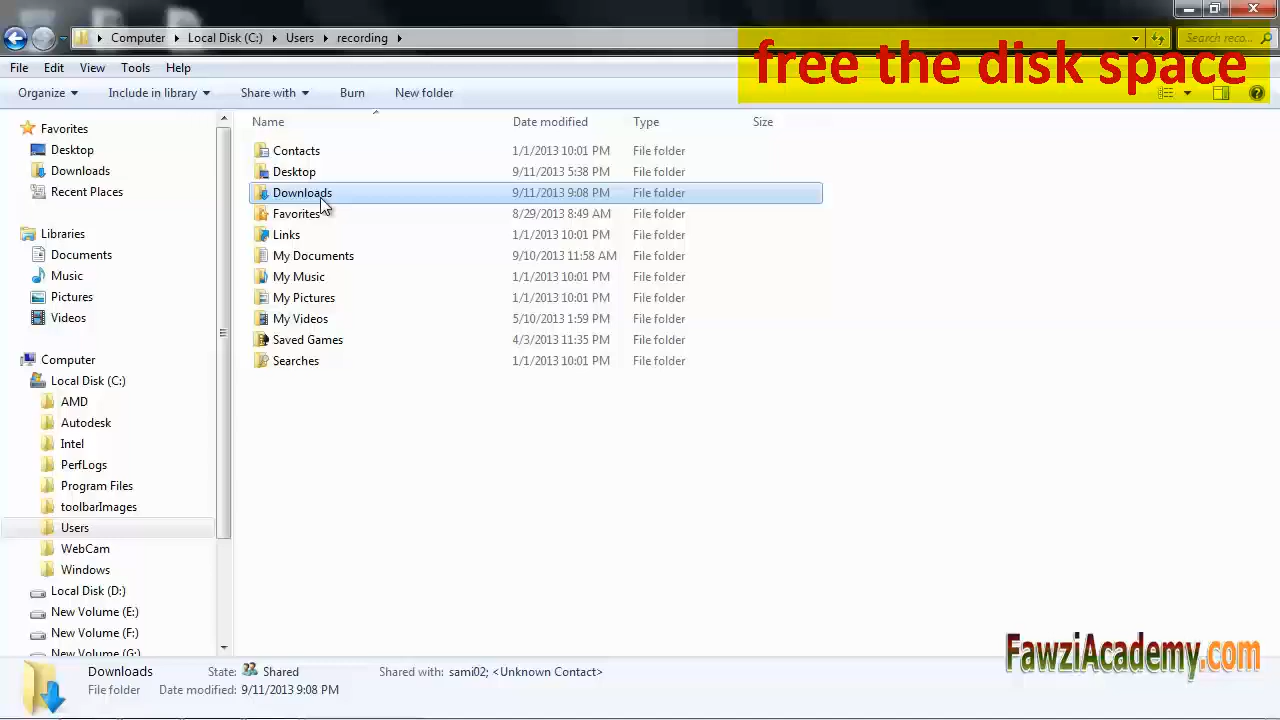 Computer Local Disk (C:) Users recording
Search reco...
free the disk space
File Edit View Tools Help
Organize Include in library Share with Burn New folder
Favorites
Desktop
Downloads
Recent Places
Libraries
Documents
Music
Pictures
Videos
Computer
Local Disk (C:)
AMD
Autodesk
Intel
PerfLogs
Program Files
toolbarImages
Users
WebCam
Windows
Local Disk (D:)
New Volume (E:)
New Volume (F:)
New Volume (G:)
Name Date modified Type Size
Contacts 1/1/2013 10:01 PM File folder
Desktop 9/11/2013 5:38 PM File folder
Downloads 9/11/2013 9:08 PM File folder
Favorites 8/29/2013 8:49 AM File folder
Links 1/1/2013 10:01 PM File folder
My Documents 9/10/2013 11:58 AM File folder
My Music 1/1/2013 10:01 PM File folder
My Pictures 1/1/2013 10:01 PM File folder
My Videos 5/10/2013 1:59 PM File folder
Saved Games 4/3/2013 11:35 PM File folder
Searches 1/1/2013 10:01 PM File folder
FawziAcademy.com
Downloads State: Shared Shared with: sami02; <Unknown Contact>
File folder Date modified: 9/11/2013 9:08 PM